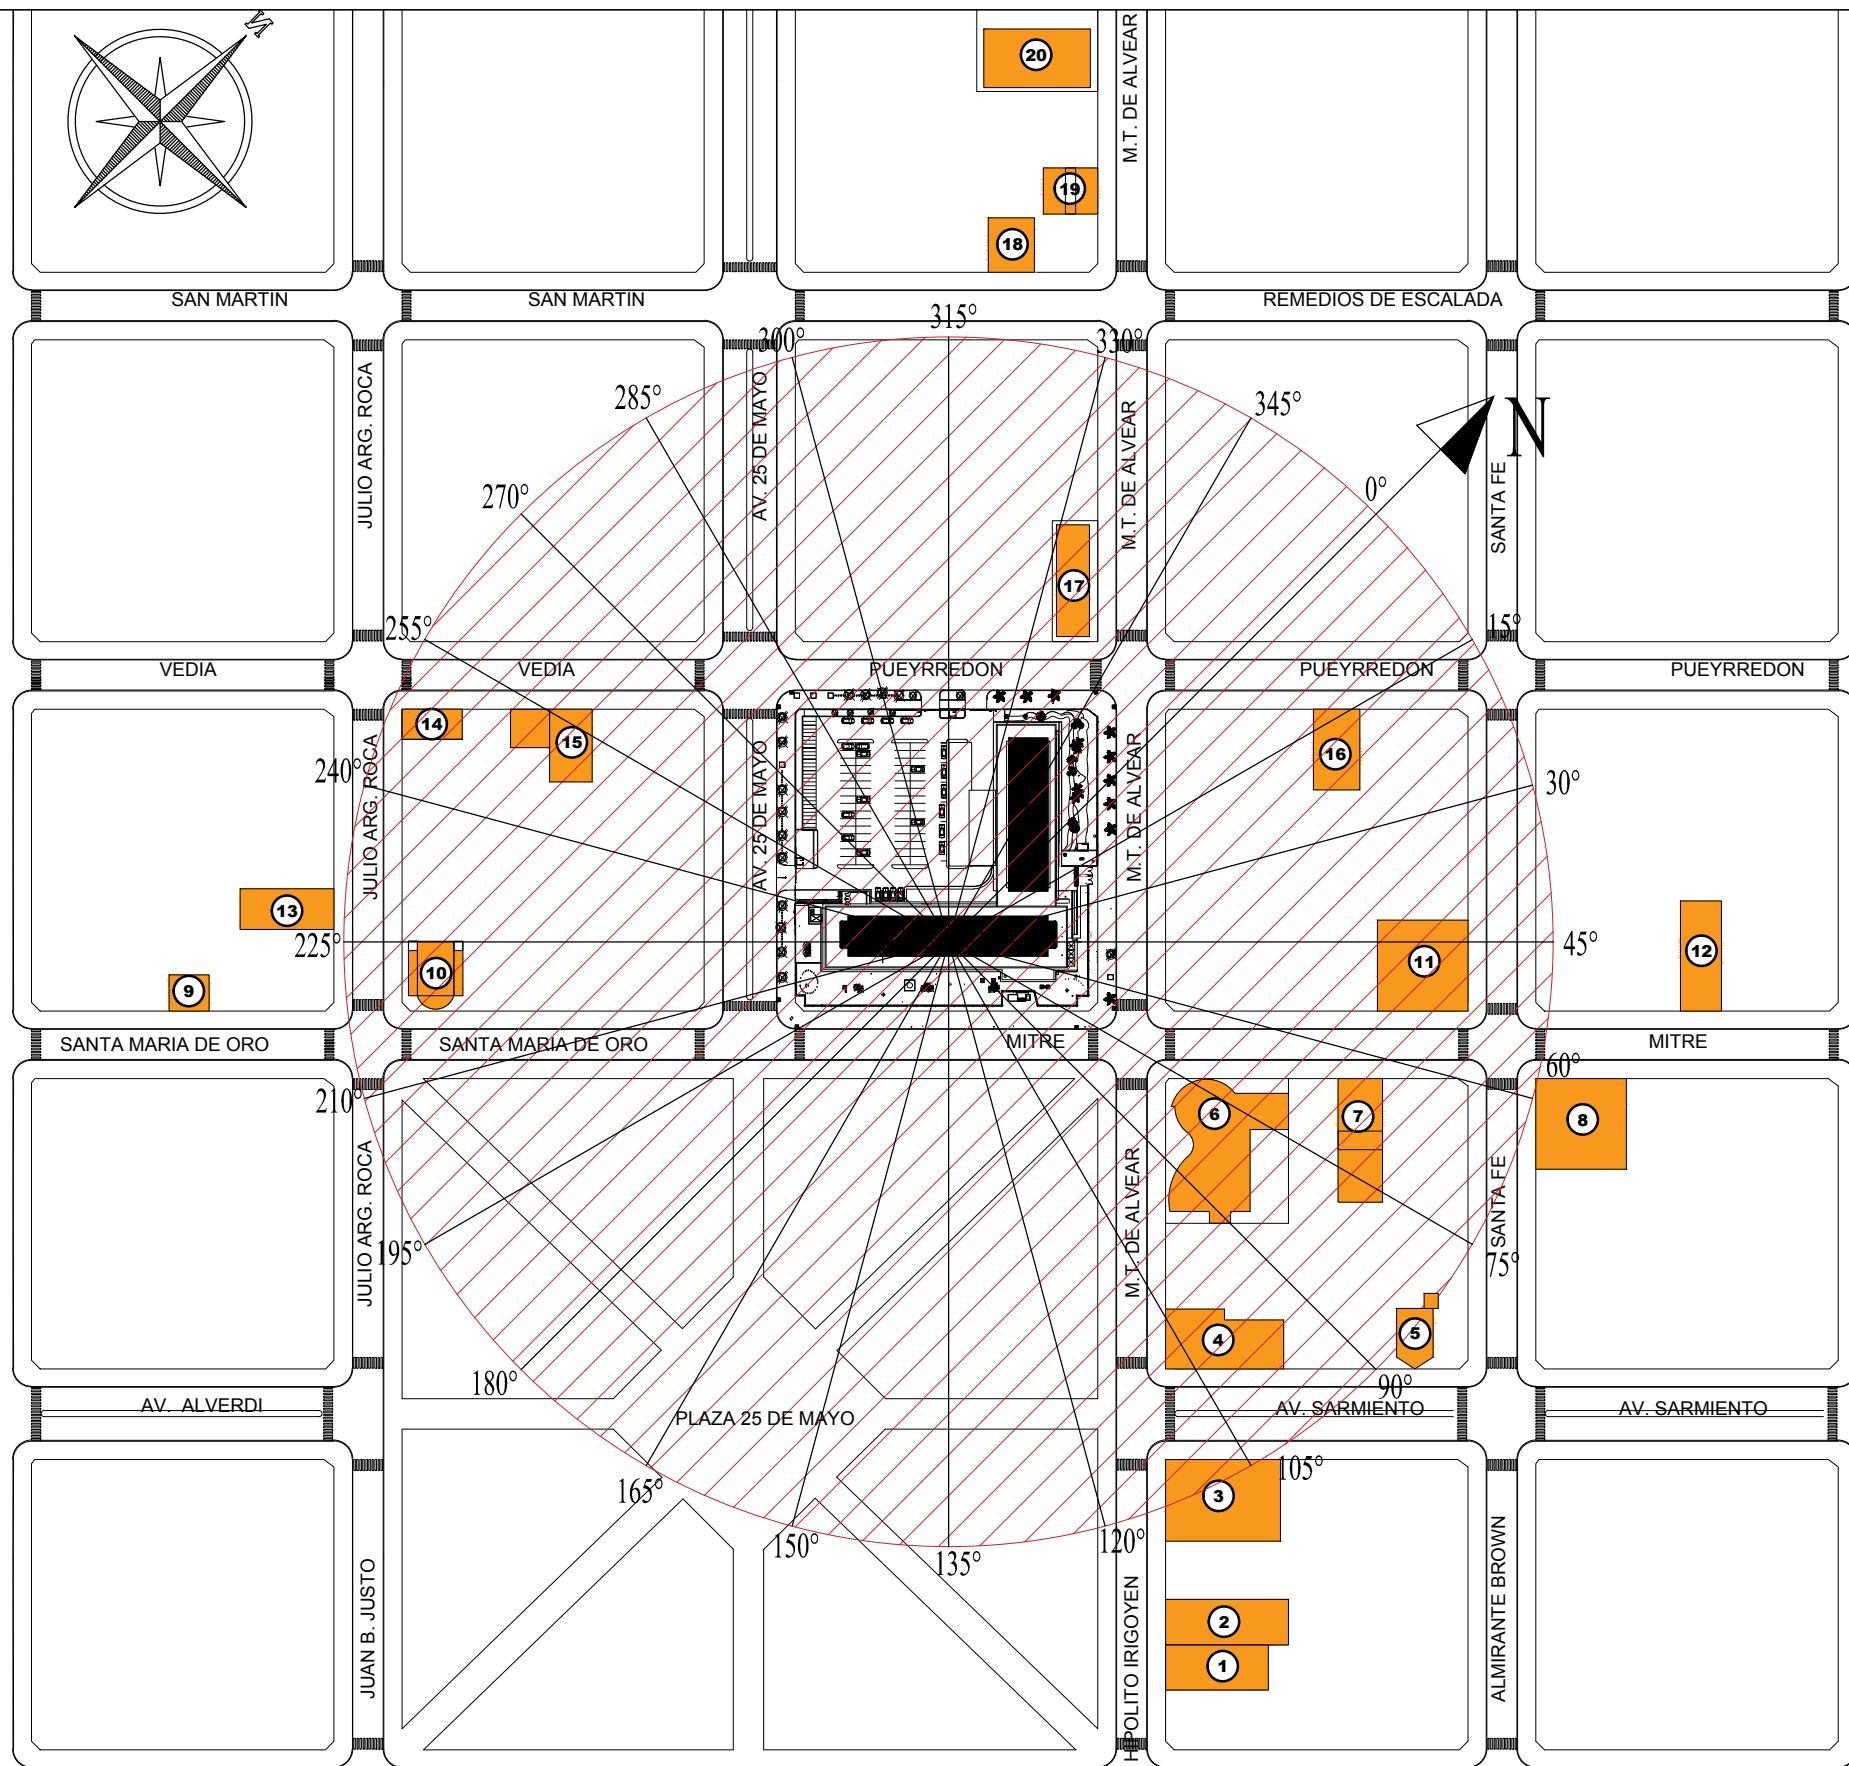 N
20
M.T. DE ALVEAR
19
18
SAN MARTIN
SAN MARTIN
REMEDIOS DE ESCALADA
315°
300°
330°
285°
345°
JULIO ARG. ROCA
AV. 25 DE MAYO
M.T. DE ALVEAR
N
SANTA FE
270°
0°
17
255°
15°
VEDIA
VEDIA
PUEYRREDON
PUEYRREDON
PUEYRREDON
14
15
16
240°
30°
JULIO ARG. ROCA
AV. 25 DE MAYO
M.T. DE ALVEAR
13
225°
45°
12
11
10
9
SANTA MARIA DE ORO
SANTA MARIA DE ORO
MITRE
MITRE
60°
210°
6
7
8
JULIO ARG. ROCA
M.T. DE ALVEAR
SANTA FE
195°
75°
4
5
180°
90°
AV. ALVERDI
PLAZA 25 DE MAYO
AV. SARMIENTO
AV. SARMIENTO
165°
105°
3
150°
120°
135°
JUAN B. JUSTO
HIPOLITO IRIGOYEN
ALMIRANTE BROWN
2
1